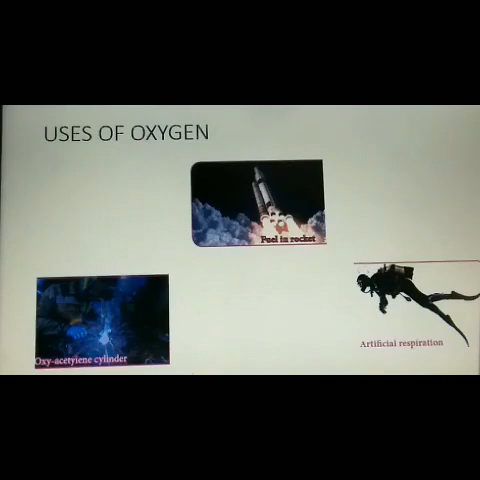 USES OF OXYGEN
Fuel in rocket
Oxy-acetylene cylinder
Artificial respiration